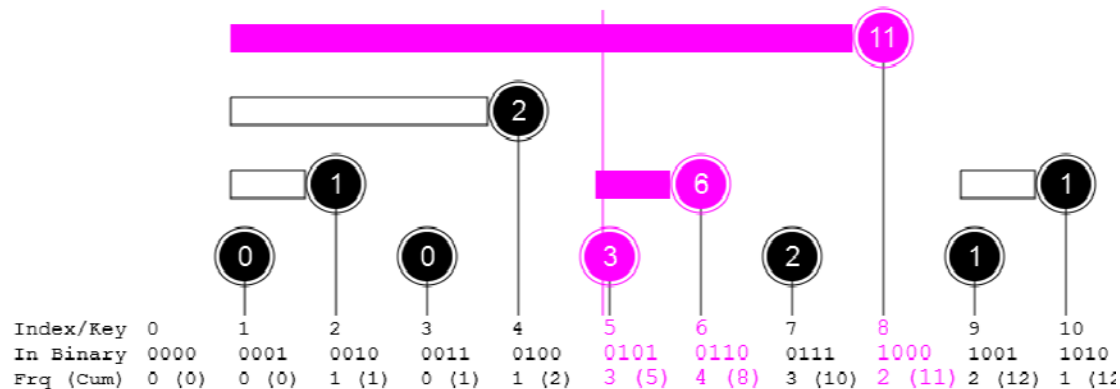 11
2
1 6 1
0 0 3 2 1
Index/Key 0 1 2 3 4 5 6 7 8 9 10
In Binary 0000 0001 0010 0011 0100 0101 0110 0111 1000 1001 1010
Frq (Cum) 0 (0) 0 (0) 1 (1) 0 (1) 1 (2) 3 (5) 4 (8) 3 (10) 2 (11) 2 (12) 1 (12